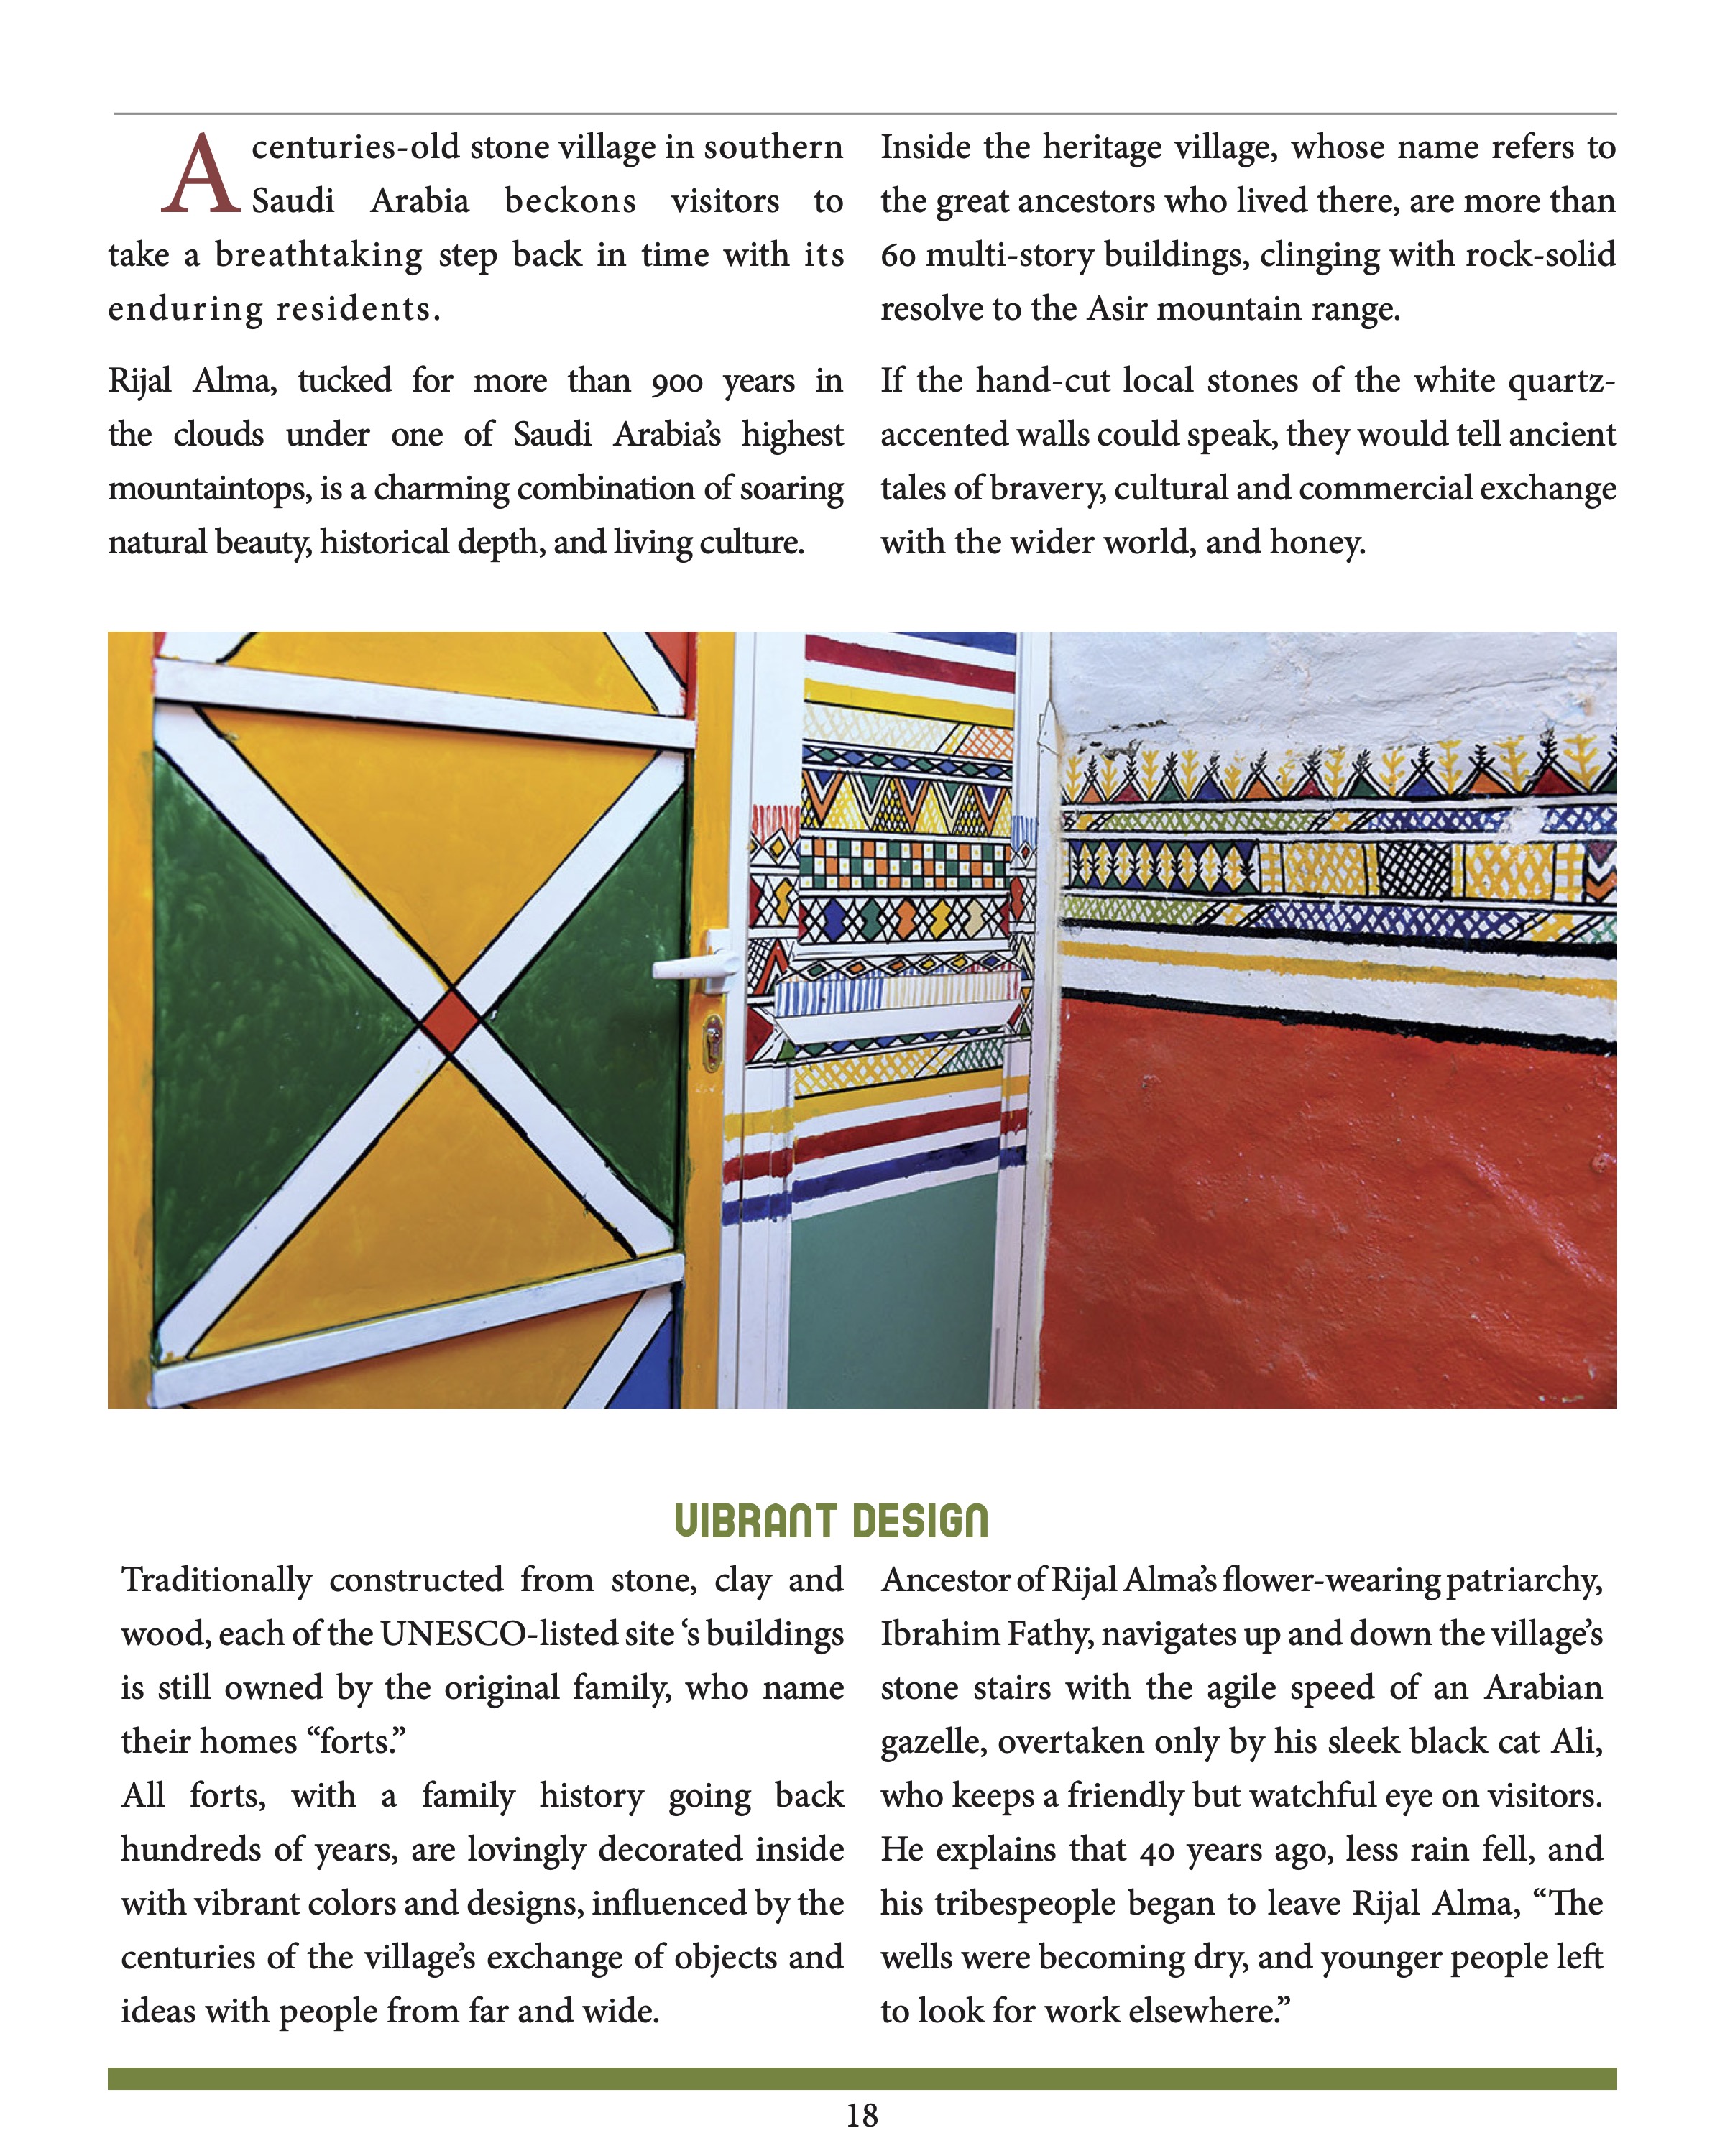 A centuries-old stone village in southern
Saudi Arabia beckons visitors to
take a breathtaking step back in time with its
enduring residents.
Rijal Alma, tucked for more than 900 years in
the clouds under one of Saudi Arabia’s highest
mountaintops, is a charming combination of soaring
natural beauty, historical depth, and living culture.
Inside the heritage village, whose name refers to
the great ancestors who lived there, are more than
60 multi-story buildings, clinging with rock-solid
resolve to the Asir mountain range.
If the hand-cut local stones of the white quartz-
accented walls could speak, they would tell ancient
tales of bravery, cultural and commercial exchange
with the wider world, and honey.
VIBRANT DESIGN
Traditionally constructed from stone, clay and
wood, each of the UNESCO-listed site ‘s buildings
is still owned by the original family, who name
their homes “forts.”
All forts, with a family history going back
hundreds of years, are lovingly decorated inside
with vibrant colors and designs, influenced by the
centuries of the village’s exchange of objects and
ideas with people from far and wide.
Ancestor of Rijal Alma’s flower-wearing patriarchy,
Ibrahim Fathy, navigates up and down the village’s
stone stairs with the agile speed of an Arabian
gazelle, overtaken only by his sleek black cat Ali,
who keeps a friendly but watchful eye on visitors.
He explains that 40 years ago, less rain fell, and
his tribespeople began to leave Rijal Alma, “The
wells were becoming dry, and younger people left
to look for work elsewhere.”
18